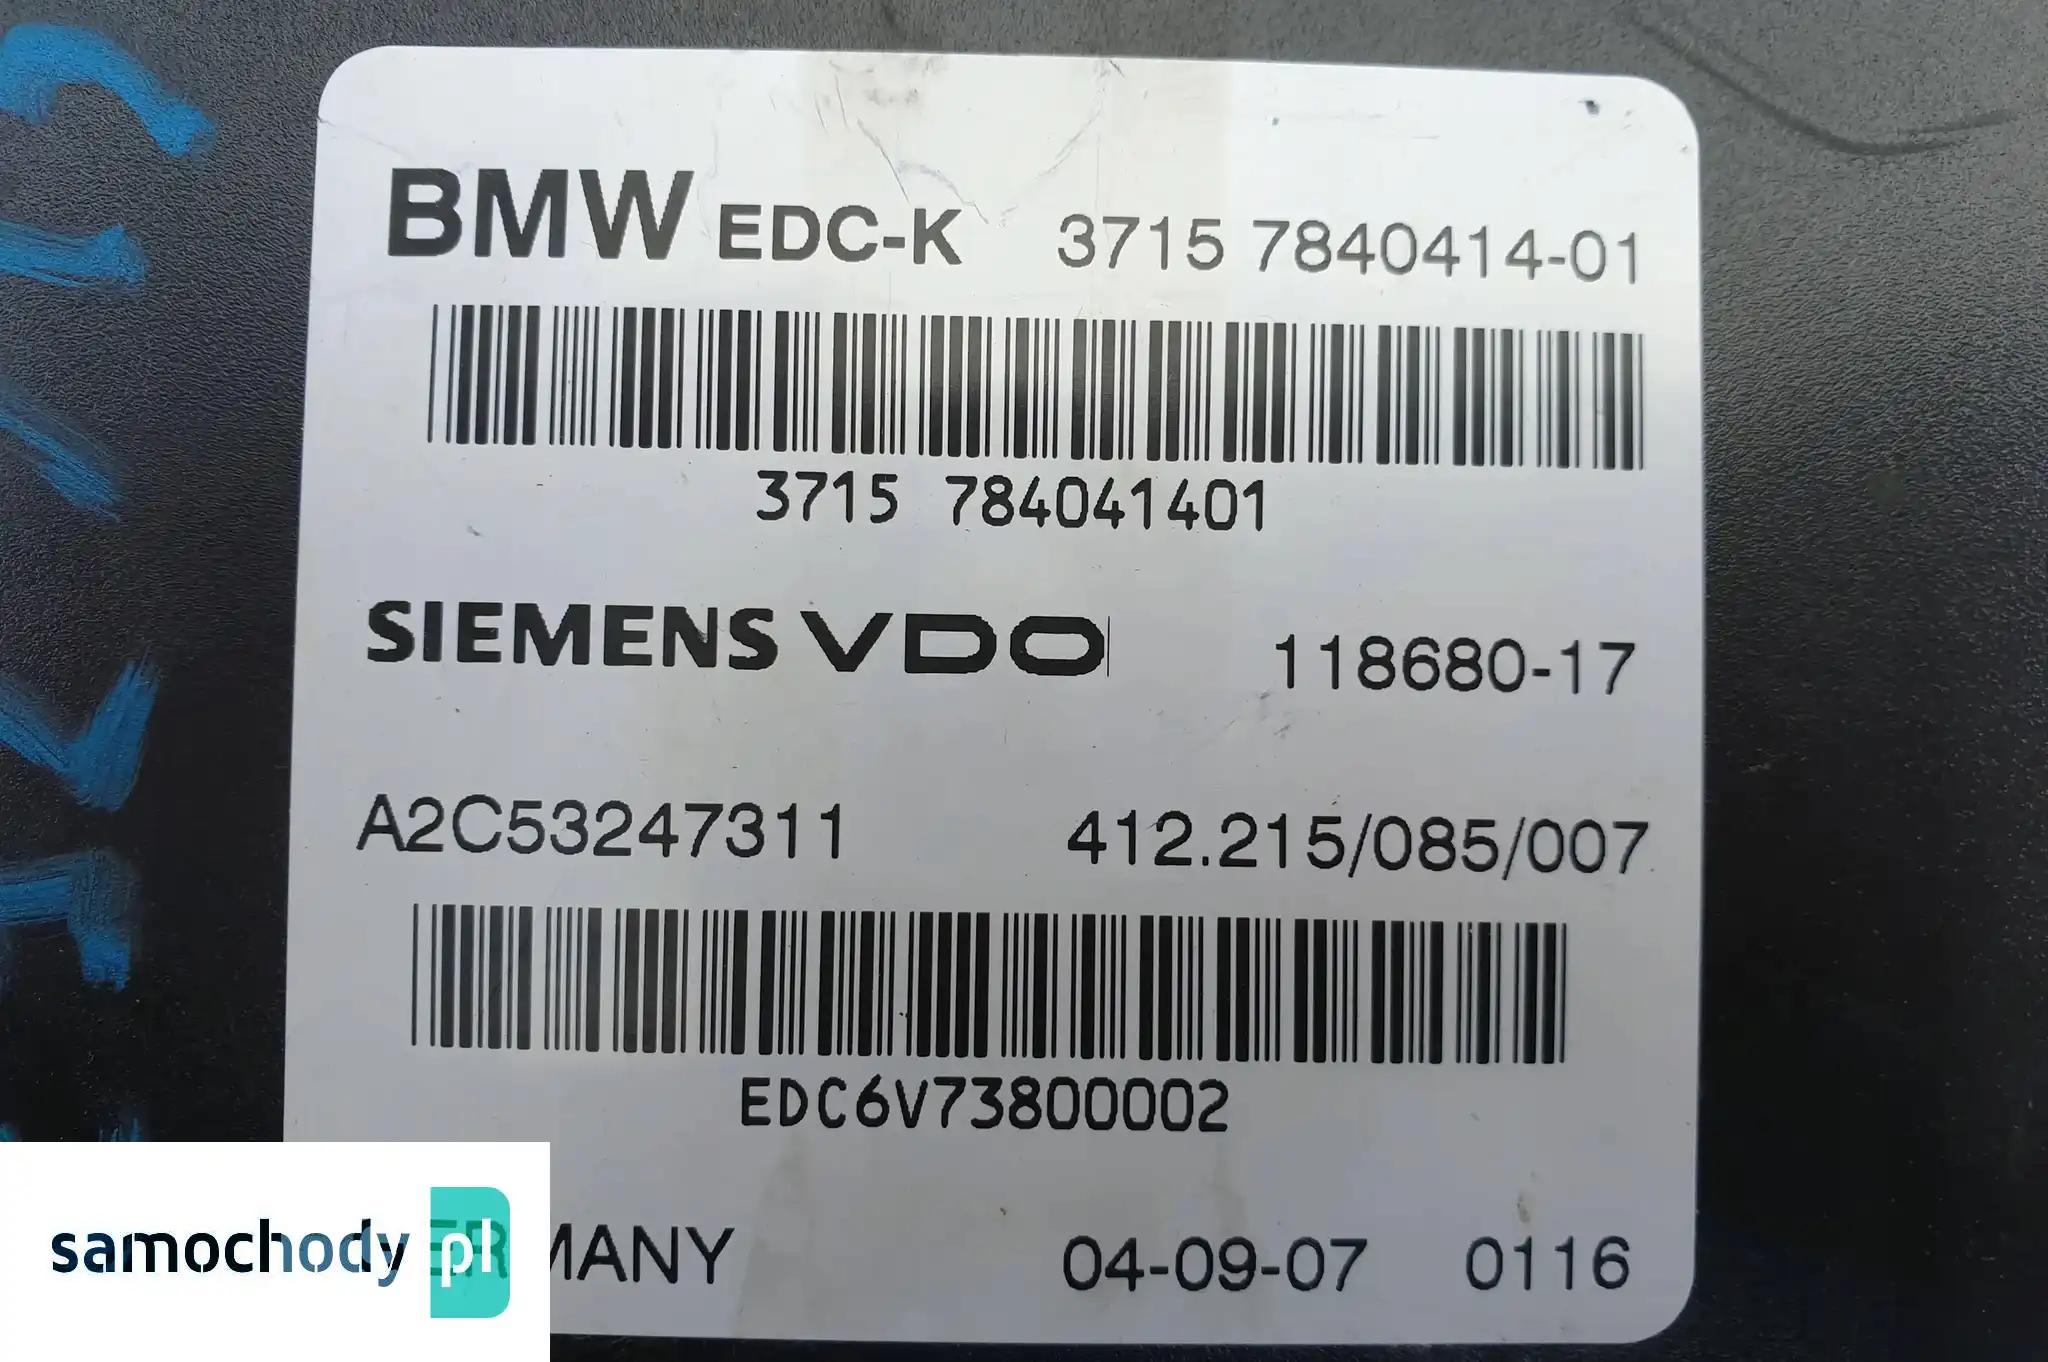 BMW EDC-K 3715 7840414-01
3715 784041401
SIEMENS VDO 118680-17
A2C53247311 412.215/085/007
EDC6V73800002
04-09-07 0116
samochody pl